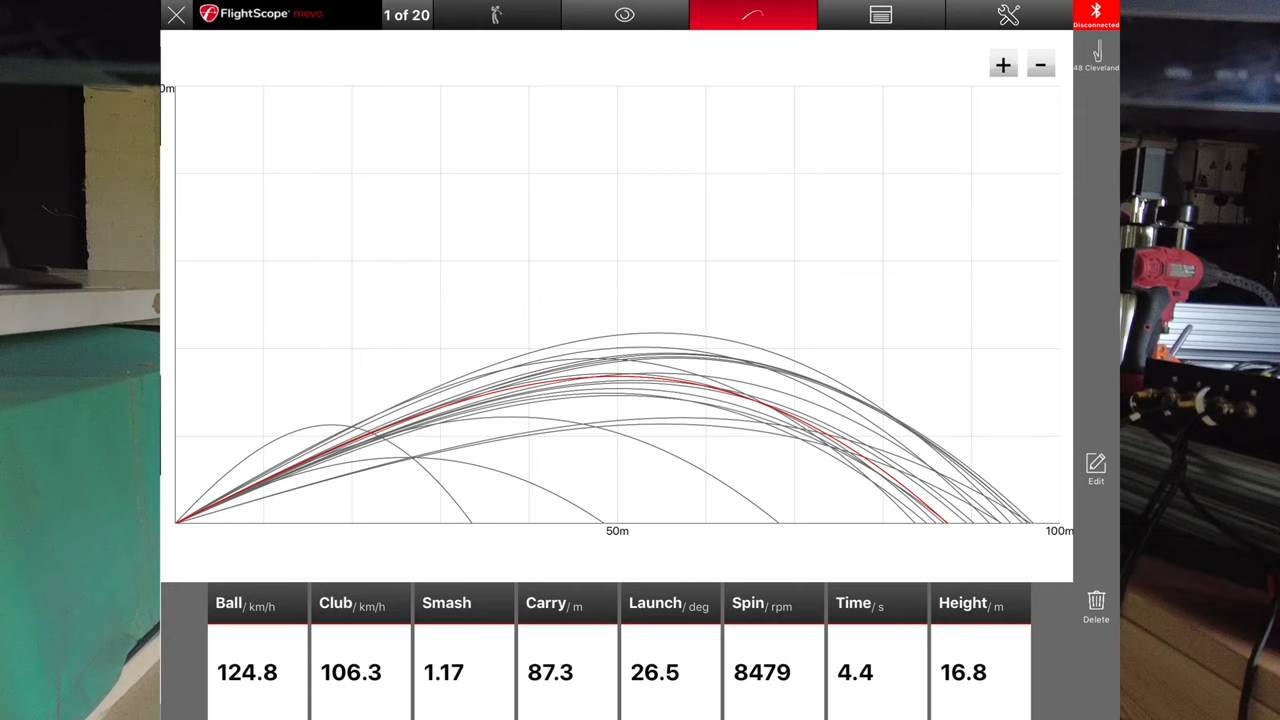 FlightScope mevo
1 of 20
Disconnected
48 Cleveland
+ -
0m
50m
100m
Edit
Delete
Ball/ km/h Club/ km/h Smash Carry/ m Launch/ deg Spin/ rpm Time/ s Height/ m
124.8 106.3 1.17 87.3 26.5 8479 4.4 16.8